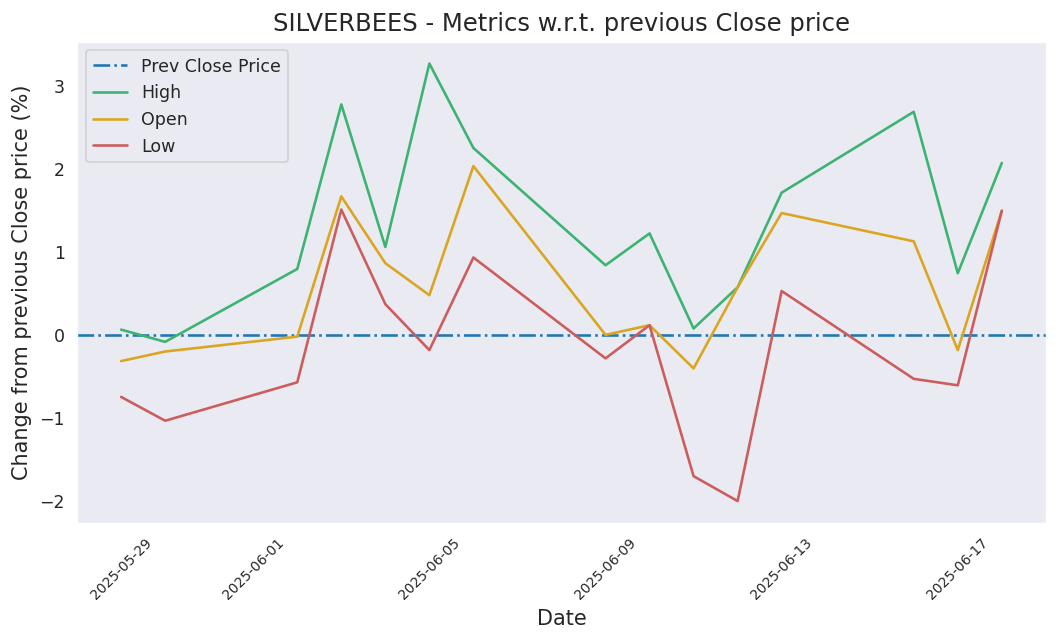 SILVERBEES - Metrics w.r.t. previous Close price
Prev Close Price
High
Open
Low
Change from previous Close price (%)
3
2
1
0
−1
−2
2025-05-29
2025-06-01
2025-06-05
2025-06-09
2025-06-13
2025-06-17
Date